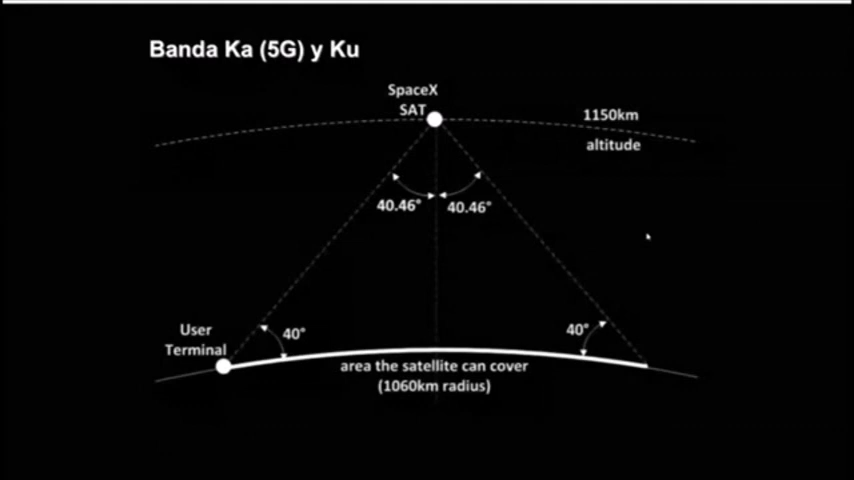 Banda Ka (5G) y Ku
SpaceX
SAT
1150km
altitude
40.46° 40.46°
User
Terminal
40° 40°
area the satellite can cover
(1060km radius)